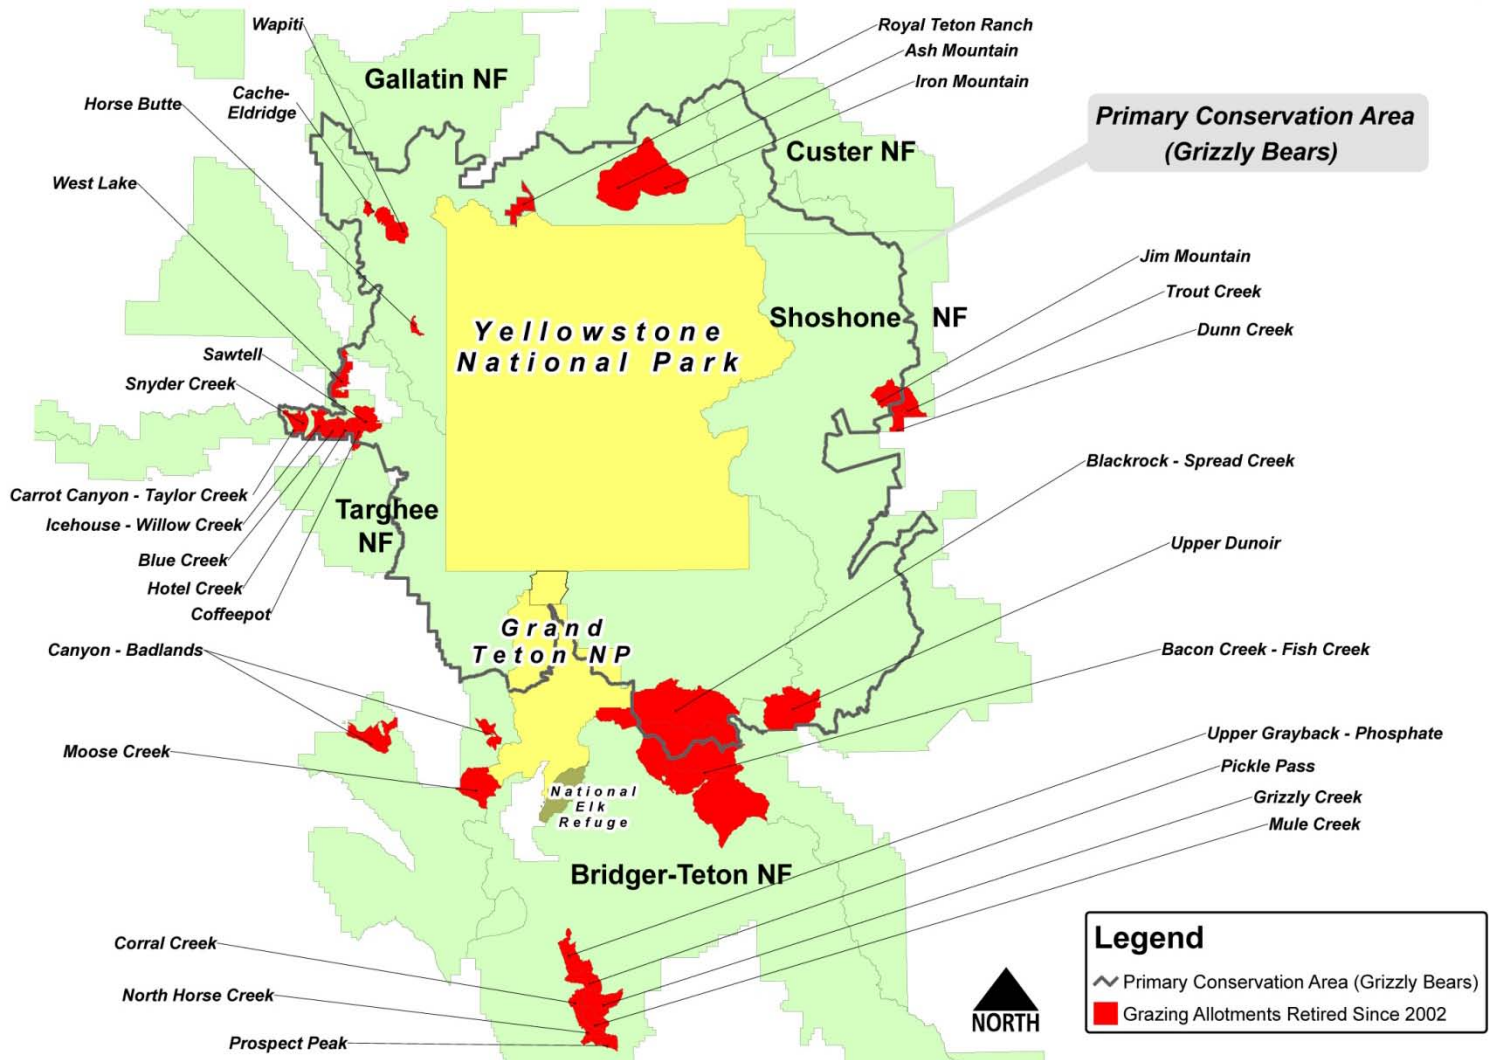 Wapiti
Royal Teton Ranch
Ash Mountain
Iron Mountain
Gallatin NF
Cache-
Eldridge
Horse Butte
Primary Conservation Area
(Grizzly Bears)
Custer NF
West Lake
Jim Mountain
Trout Creek
Dunn Creek
Shoshone NF
Yellowstone
National Park
Sawtell
Snyder Creek
Blackrock - Spread Creek
Carrot Canyon - Taylor Creek
Icehouse - Willow Creek
Targhee
NF
Blue Creek
Hotel Creek
Coffeepot
Upper Dunoir
Grand
Teton NP
Canyon - Badlands
Bacon Creek - Fish Creek
Moose Creek
Upper Grayback - Phosphate
Pickle Pass
Grizzly Creek
Mule Creek
National
Elk
Refuge
Bridger-Teton NF
Corral Creek
North Horse Creek
Prospect Peak
NORTH
Legend
Primary Conservation Area (Grizzly Bears)
Grazing Allotments Retired Since 2002